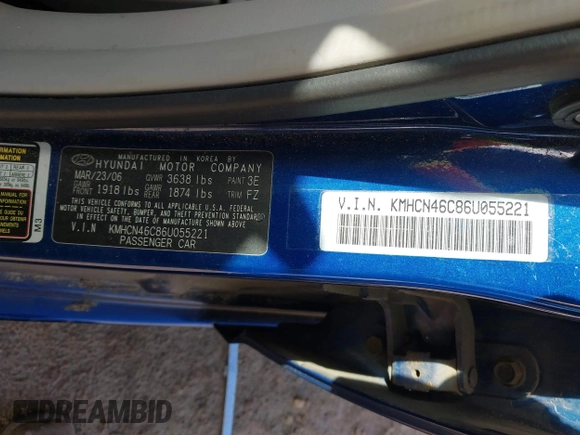 MANUFACTURED IN KOREA BY
HYUNDAI MOTOR COMPANY
MAR/23/06 GVWR 3638 lbs PAINT 3E
GAWR FRONT 1918 lbs GAWR REAR 1874 lbs TRIM FZ
THIS VEHICLE CONFORMS TO ALL APPLICABLE U.S.A. FEDERAL
MOTOR VEHICLE SAFETY, BUMPER, AND THEFT PREVENTION STANDARDS
IN EFFECT ON THE DATE OF MANUFACTURE SHOWN ABOVE.
V.I.N KMHCN46C86U055221
PASSENGER CAR
M3
V.I.N. KMHCN46C86U055221
DREAMBID